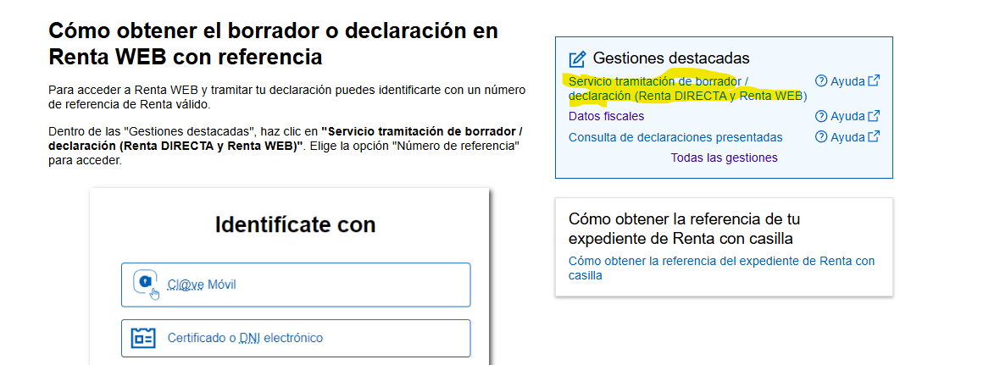 Cómo obtener el borrador o declaración en
Renta WEB con referencia
Para acceder a Renta WEB y tramitar tu declaración puedes identificarte con un número
de referencia de Renta válido.
Dentro de las "Gestiones destacadas", haz clic en "Servicio tramitación de borrador /
declaración (Renta DIRECTA y Renta WEB)". Elige la opción "Número de referencia"
para acceder.
Identifícate con
Cl@ve Móvil
Certificado o DNI electrónico
Gestiones destacadas
Servicio tramitación de borrador /
declaración (Renta DIRECTA y Renta WEB)
Ayuda
Datos fiscales
Ayuda
Consulta de declaraciones presentadas
Ayuda
Todas las gestiones
Cómo obtener la referencia de tu
expediente de Renta con casilla
Cómo obtener la referencia del expediente de Renta con
casilla